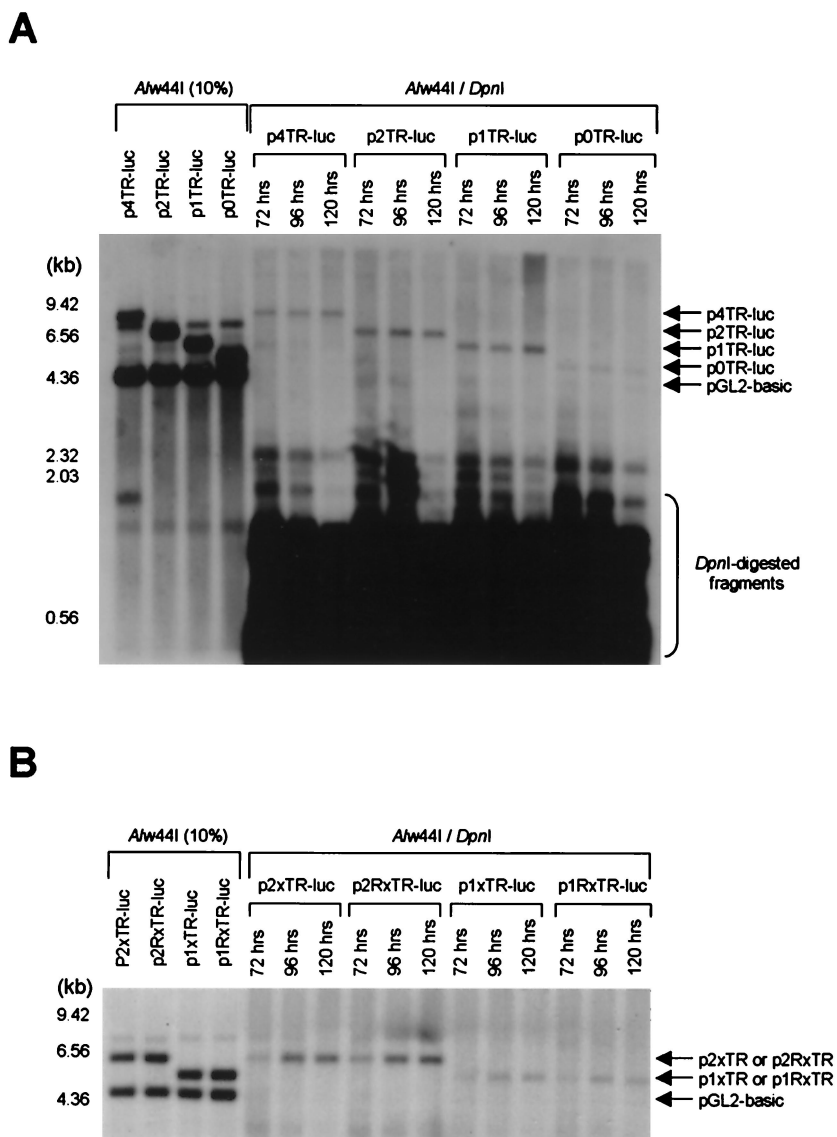 A
Alw44I (10%)
Alw44I / DpnI
p4TR-luc
p2TR-luc
p1TR-luc
p0TR-luc
p4TR-luc
p2TR-luc
p1TR-luc
p0TR-luc
72 hrs
96 hrs
120 hrs
72 hrs
96 hrs
120 hrs
72 hrs
96 hrs
120 hrs
72 hrs
96 hrs
120 hrs
(kb)
9.42
6.56
4.36
2.32
2.03
0.56
p4TR-luc
p2TR-luc
p1TR-luc
p0TR-luc
pGL2-basic
DpnI-digested
fragments
B
Alw44I (10%)
Alw44I / DpnI
P2xTR-luc
p2RxTR-luc
p1xTR-luc
p1RxTR-luc
p2xTR-luc
p2RxTR-luc
p1xTR-luc
p1RxTR-luc
72 hrs
96 hrs
120 hrs
72 hrs
96 hrs
120 hrs
72 hrs
96 hrs
120 hrs
72 hrs
96 hrs
120 hrs
(kb)
9.42
6.56
4.36
p2xTR or p2RxTR
p1xTR or p1RxTR
pGL2-basic